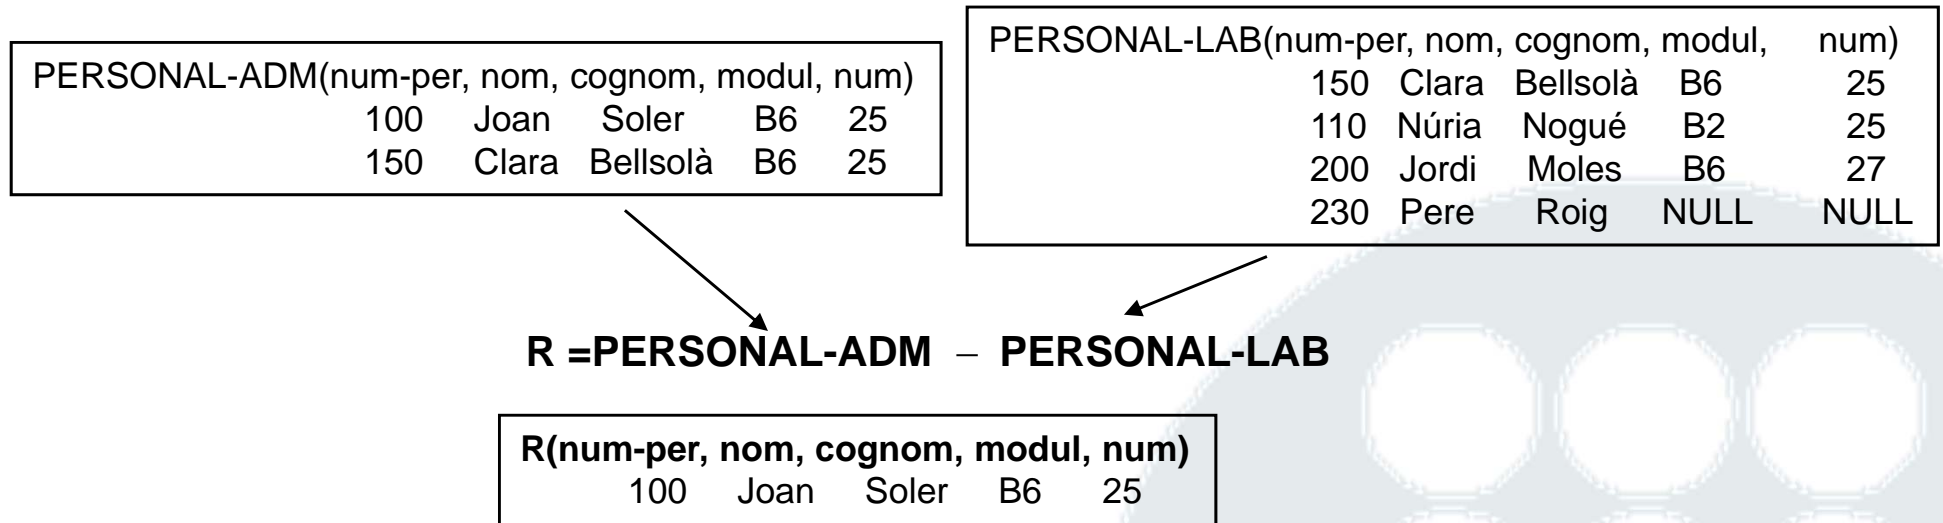 PERSONAL-ADM(num-per, nom, cognom, modul, num)
100 Joan Soler B6 25
150 Clara Bellsolà B6 25
PERSONAL-LAB(num-per, nom, cognom, modul, num)
150 Clara Bellsolà B6 25
110 Núria Nogué B2 25
200 Jordi Moles B6 27
230 Pere Roig NULL NULL
R =PERSONAL-ADM – PERSONAL-LAB
R(num-per, nom, cognom, modul, num)
100 Joan Soler B6 25